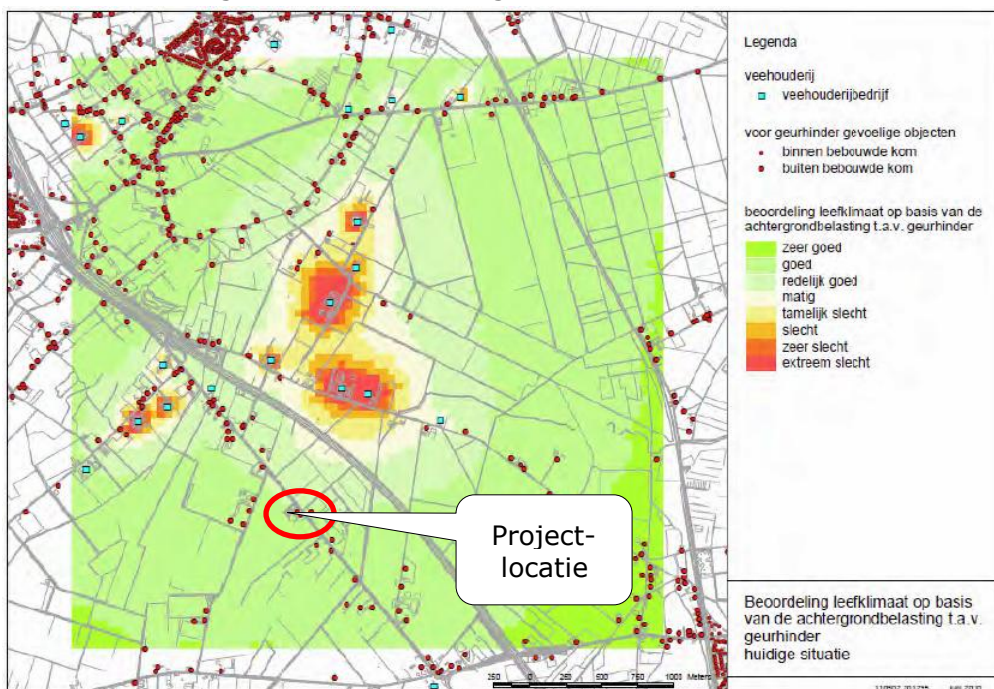 Legenda
veehouderij
veehouderijbedrijf
voor geurhinder gevoelige objecten
binnen bebouwde kom
buiten bebouwde kom
beoordeling leefklimaat op basis van de
achtergrondbelasting t.a.v. geurhinder
zeer goed
goed
redelijk goed
matig
tamelijk slecht
slecht
zeer slecht
extreem slecht
Project-
locatie
250 0 250 500 750 1000 Meters
Beoordeling leefklimaat op basis
van de achtergrondbelasting t.a.v.
geurhinder
huidige situatie